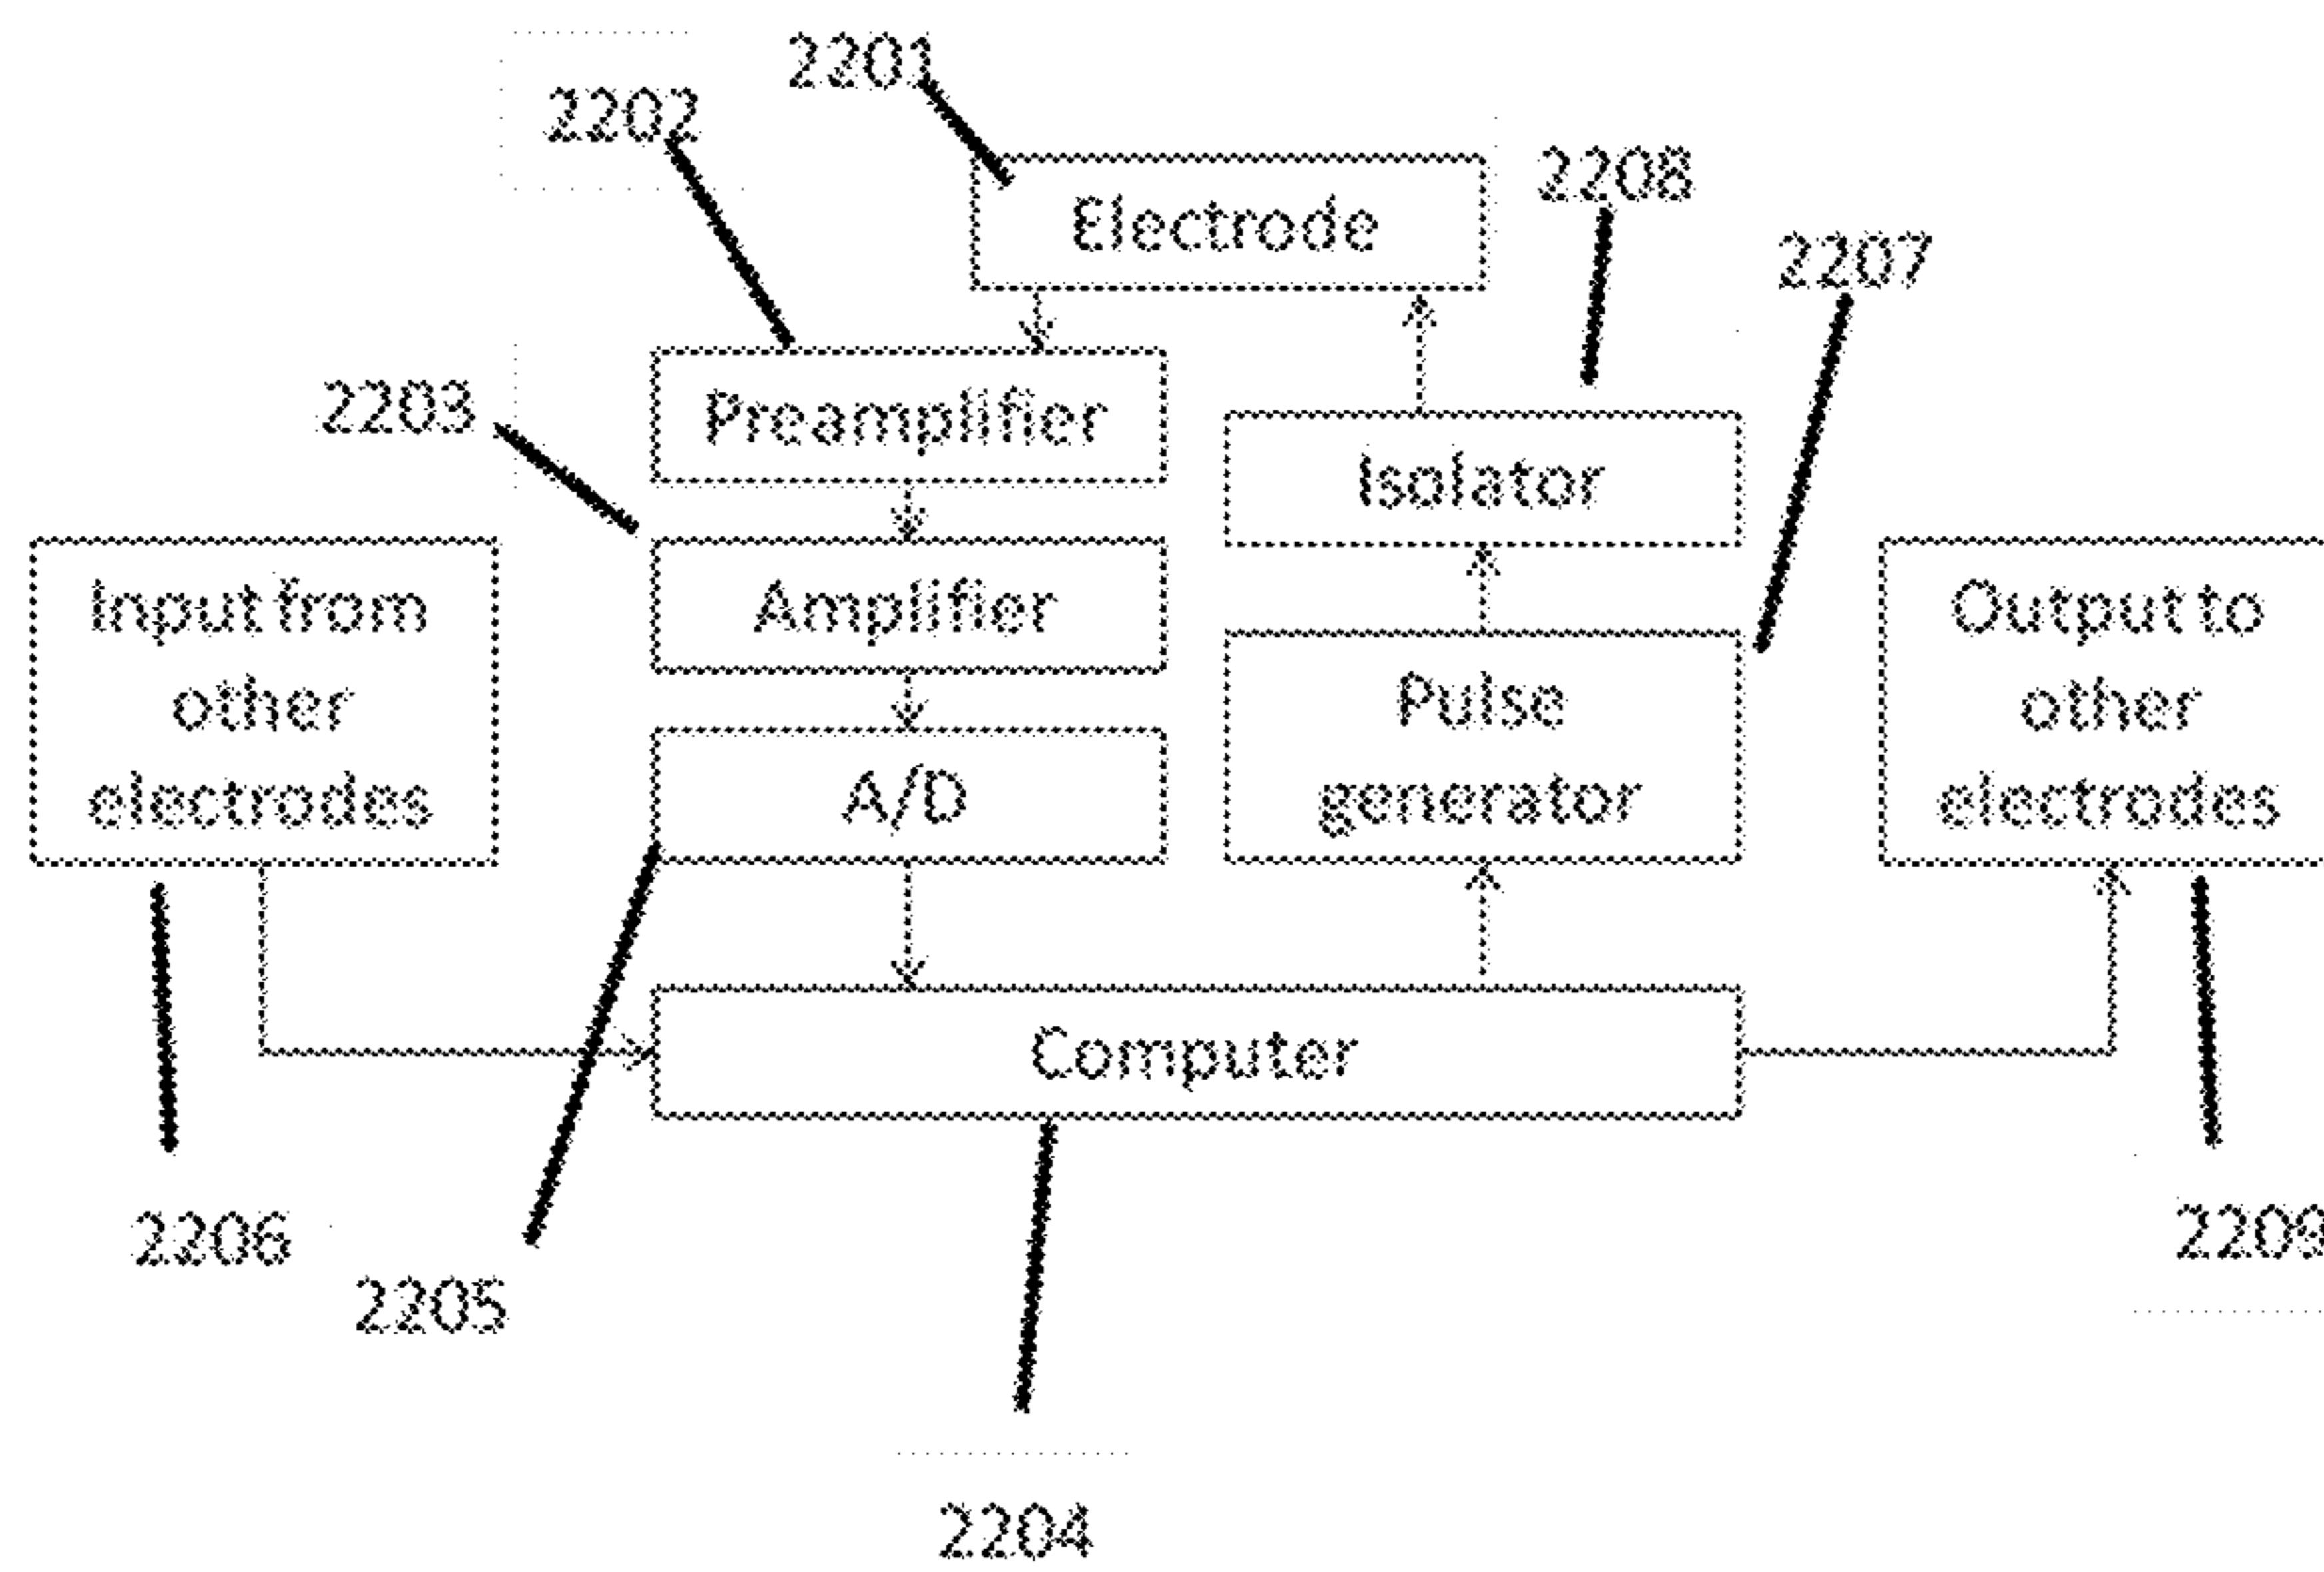 2201
2202
2208
Electrode
2207
Preamplifier
2203
Isolator
Input from
other
electrodes
Amplifier
Output to
other
electrodes
Pulse
generator
A/D
Computer
2206
2209
2205
2204